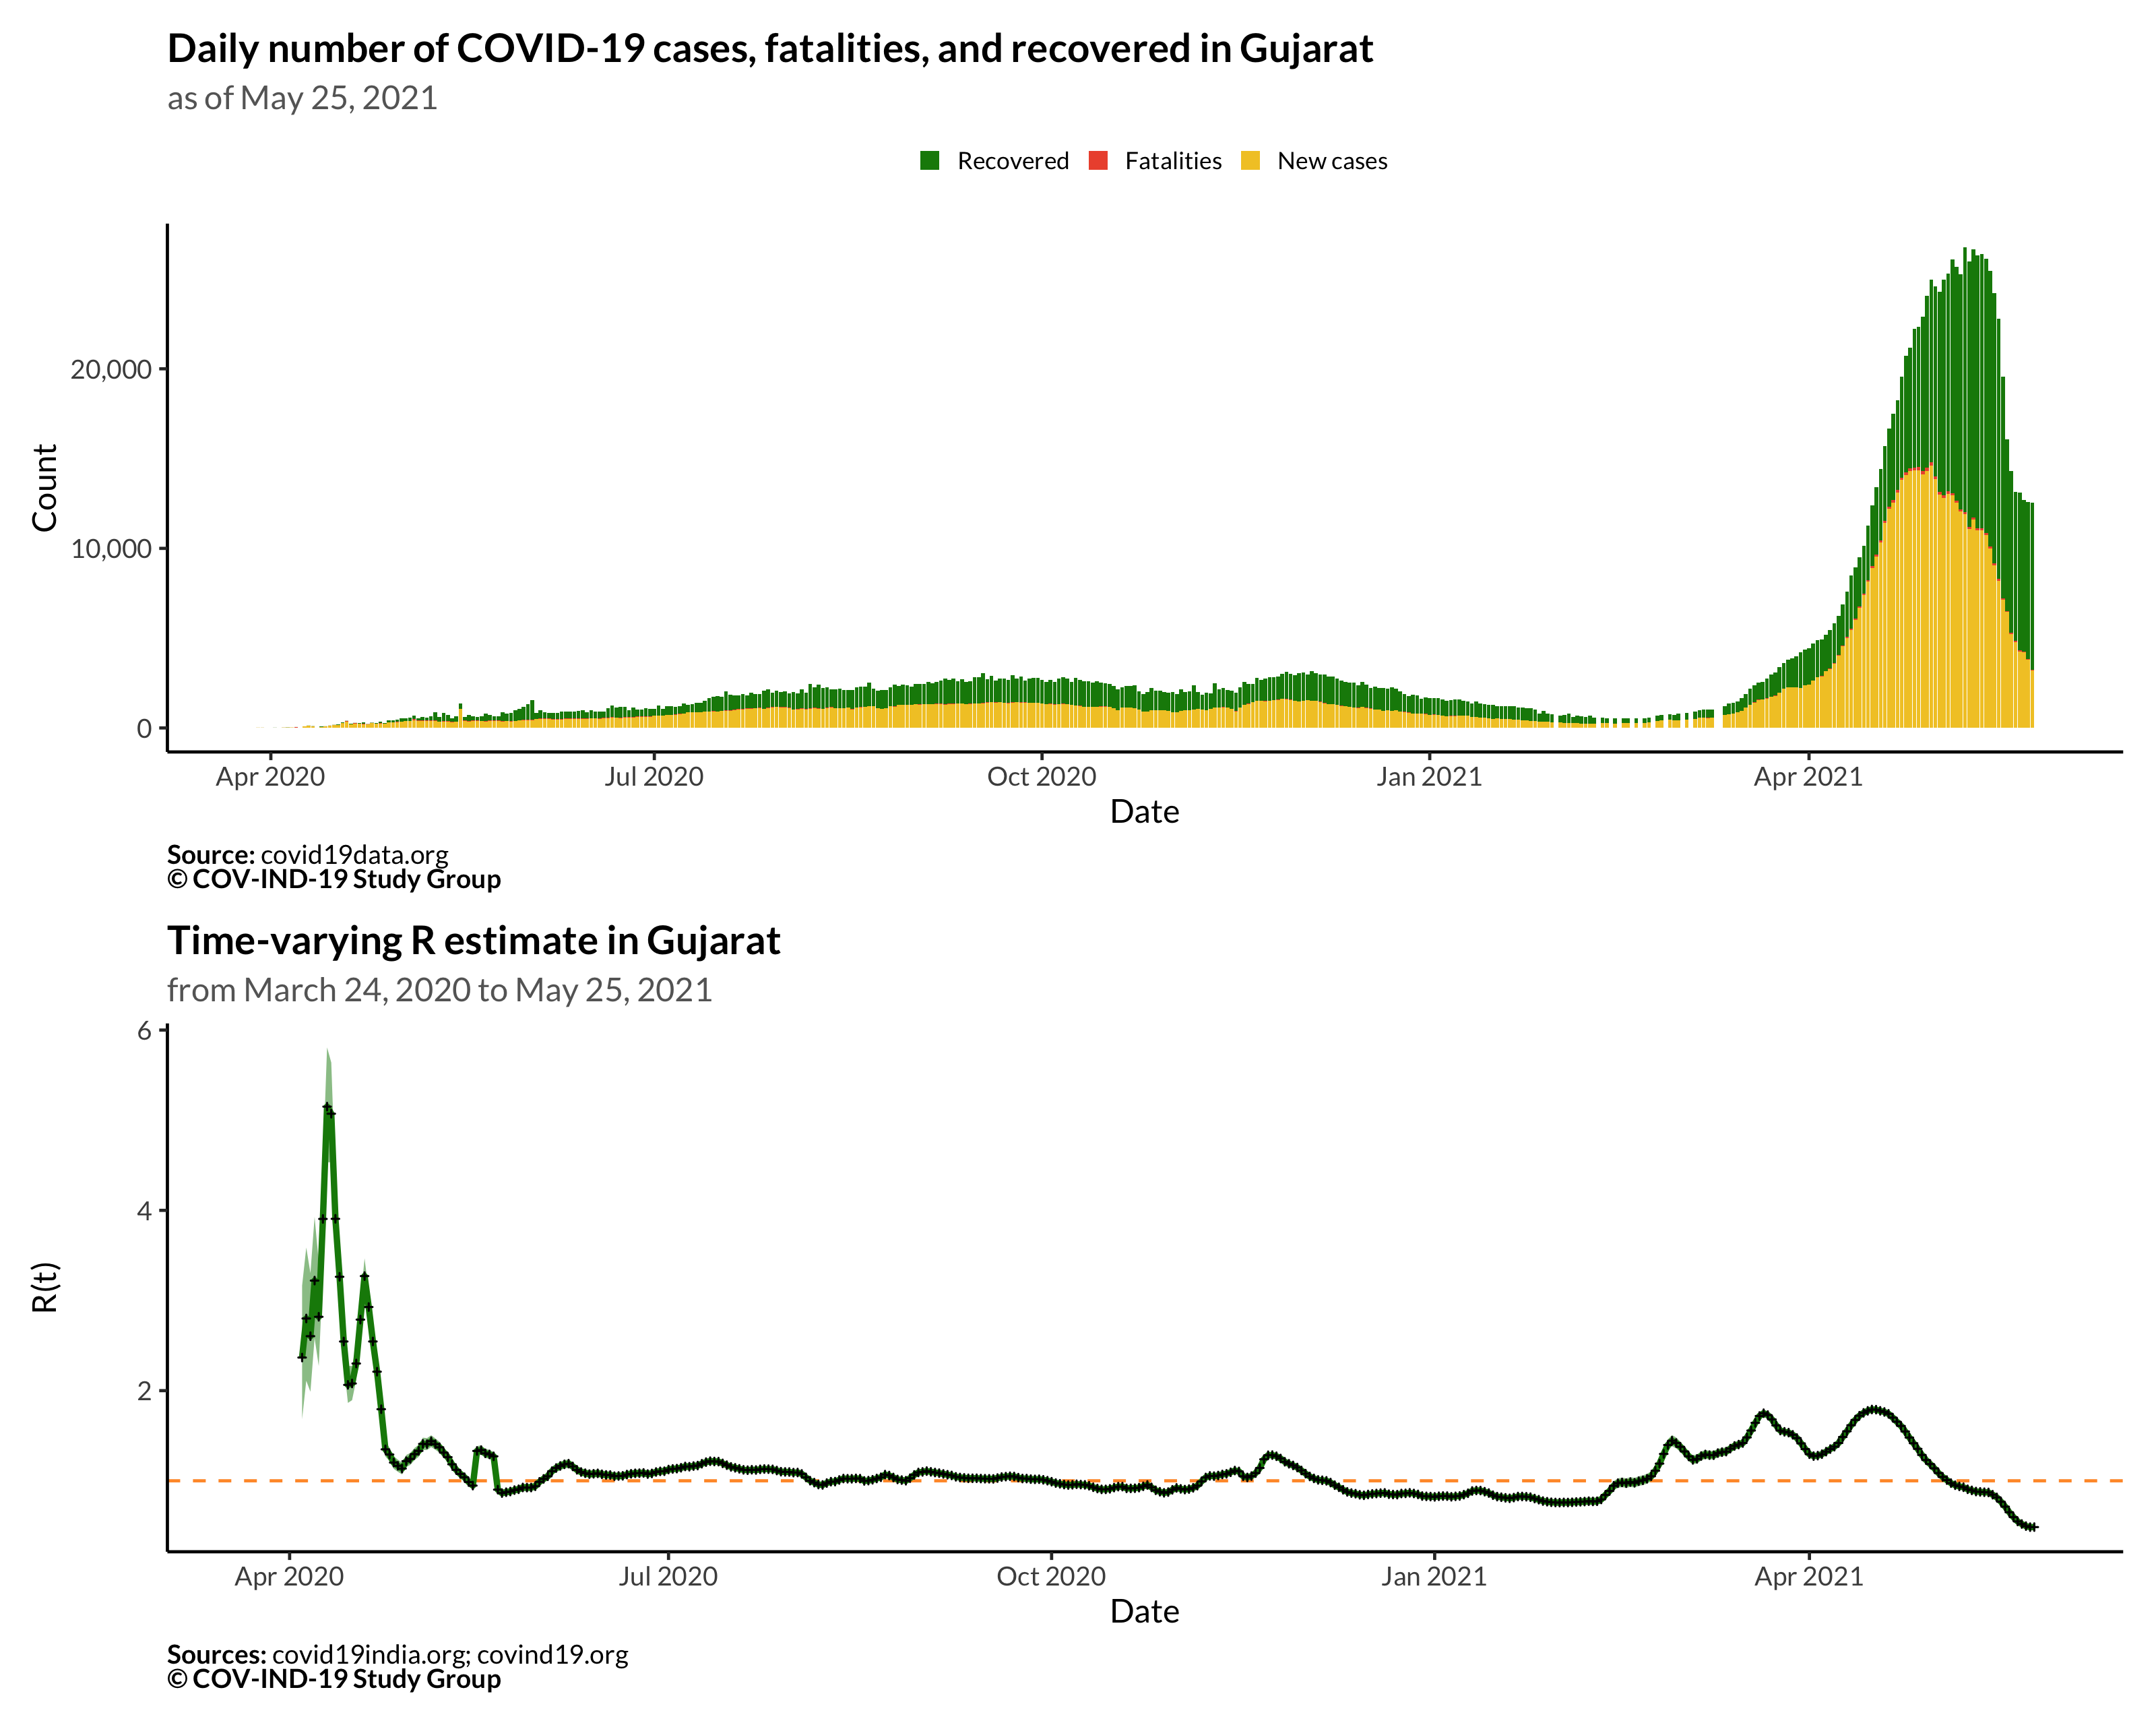 Daily number of COVID-19 cases, fatalities, and recovered in Gujarat
as of May 25, 2021
Recovered Fatalities New cases
Count
20,000
10,000
0
Apr 2020 Jul 2020 Oct 2020 Jan 2021 Apr 2021
Date
Source: covid19data.org
© COV-IND-19 Study Group
Time-varying R estimate in Gujarat
from March 24, 2020 to May 25, 2021
R(t)
6
4
2
Apr 2020 Jul 2020 Oct 2020 Jan 2021 Apr 2021
Date
Sources: covid19india.org; covind19.org
© COV-IND-19 Study Group